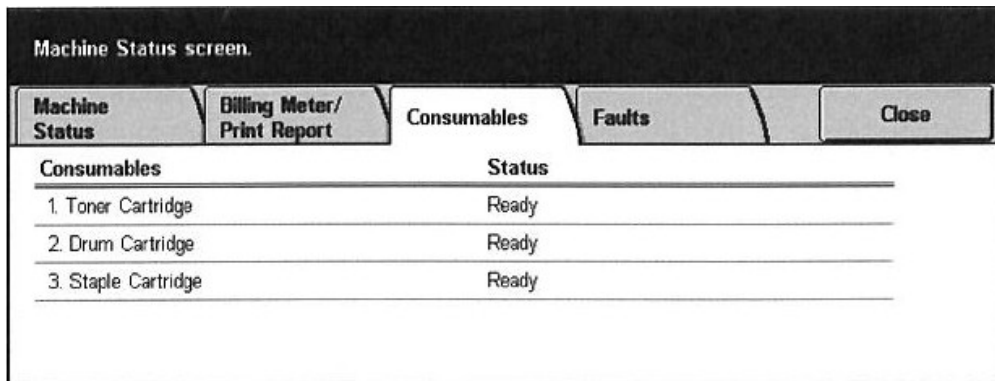 Machine Status screen.
Machine Status
Billing Meter/ Print Report
Consumables
Faults
Close
Consumables Status
1. Toner Cartridge Ready
2. Drum Cartridge Ready
3. Staple Cartridge Ready